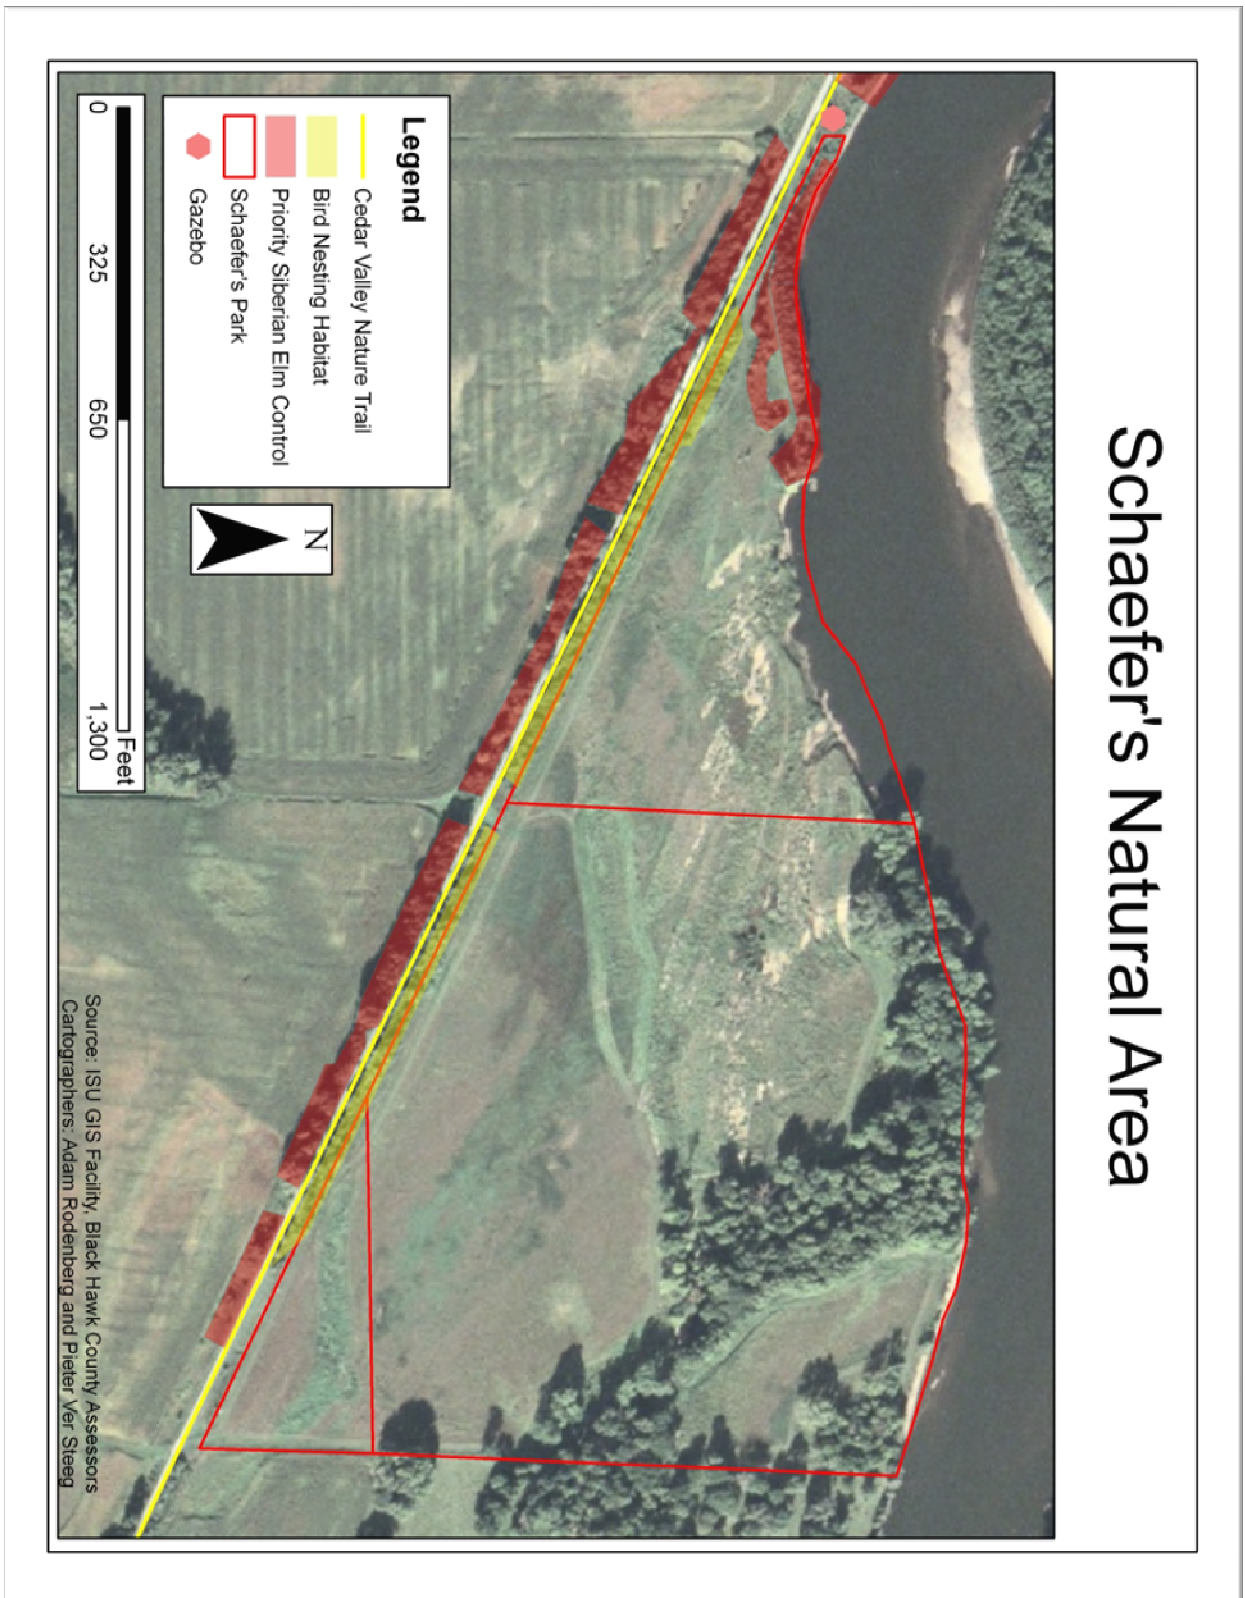 Schaefer's Natural Area
Legend
Cedar Valley Nature Trail
Bird Nesting Habitat
Priority Siberian Elm Control
Schaefer's Park
Gazebo
N
0 325 650 1,300
Feet
Source: ISU GIS Facility, Black Hawk County Assessors
Cartographers: Adam Rodenberg and Pieter Ver Steeg